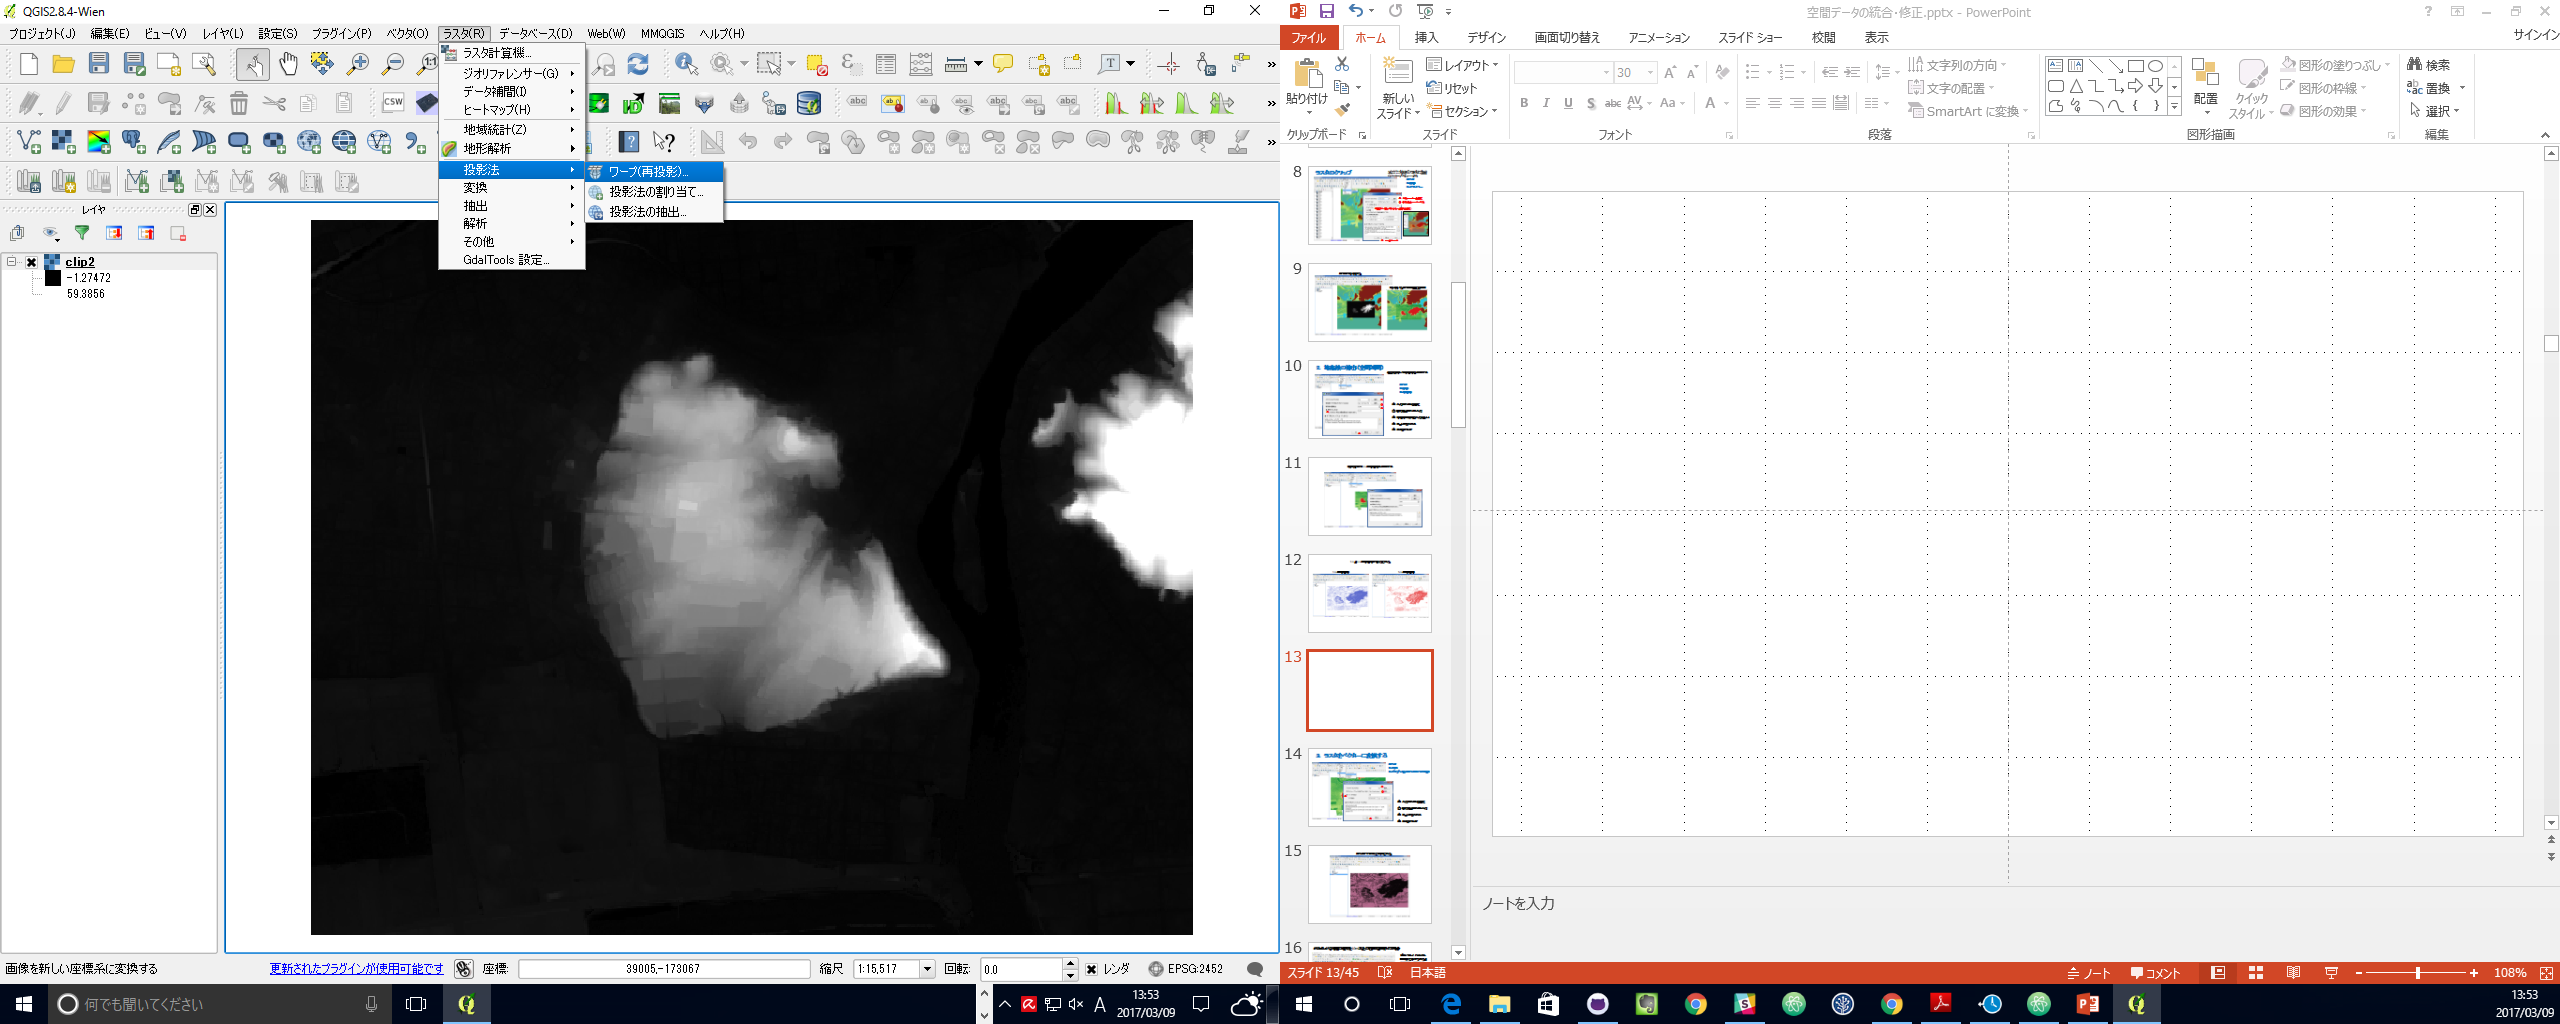 QGIS2.8.4-Wien
プロジェクト(J) 編集(E) ビュー(V) レイヤ(L) 設定(S) プラグイン(P) ベクタ(O) ラスタ(R) データベース(D) Web(W) MMQGIS ヘルプ(H)
ラスタ計算機...
ジオリファレンサー(G)
データ補間(I)
ヒートマップ(H)
地域統計(Z)
地形解析
投影法
変換
抽出
解析
その他
GdalTools 設定...
ワープ(再投影)...
投影法の割り当て...
投影法の抽出...
レイヤ
clip2
-1.27472
59.3856
画像を新しい座標系に変換する
更新されたプラグインが使用可能です
座標:
39005,-173067
縮尺
1:15,517
回転:
0.0
レンダ
EPSG:2452
何でも聞いてください
A
13:53
2017/03/09
空間データの統合・修正.pptx - PowerPoint
ファイル ホーム 挿入 デザイン 画面切り替え アニメーション スライド ショー 校閲 表示
サインイン
貼り付け
クリップボード
新しい
スライド
レイアウト
リセット
セクション
スライド
30
B I U S abc AV Aa A
フォント
文字列の方向
文字の配置
SmartArt に変換
段落
配置
クイック
スタイル
図形の塗りつぶし
図形の枠線
図形の効果
図形描画
検索
置換
選択
編集
8
9
10
11
12
13
14
15
16
ノートを入力
スライド 13/45
日本語
ノート
コメント
108%
13:53
2017/03/09